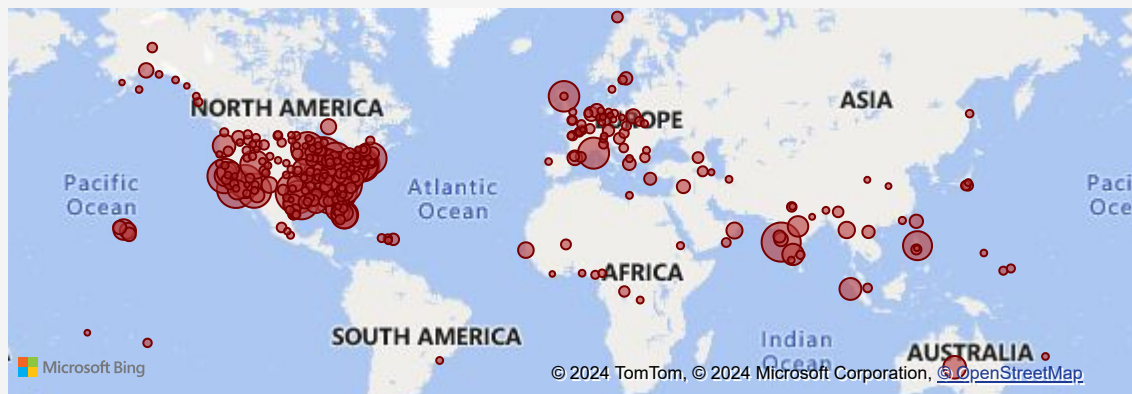 NORTH AMERICA
ASIA
EUROPE
Pacific
Ocean
Atlantic
Ocean
Paci
Oce
AFRICA
SOUTH AMERICA
Indian
Ocean
AUSTRALIA
Microsoft Bing
© 2024 TomTom, © 2024 Microsoft Corporation, © OpenStreetMap